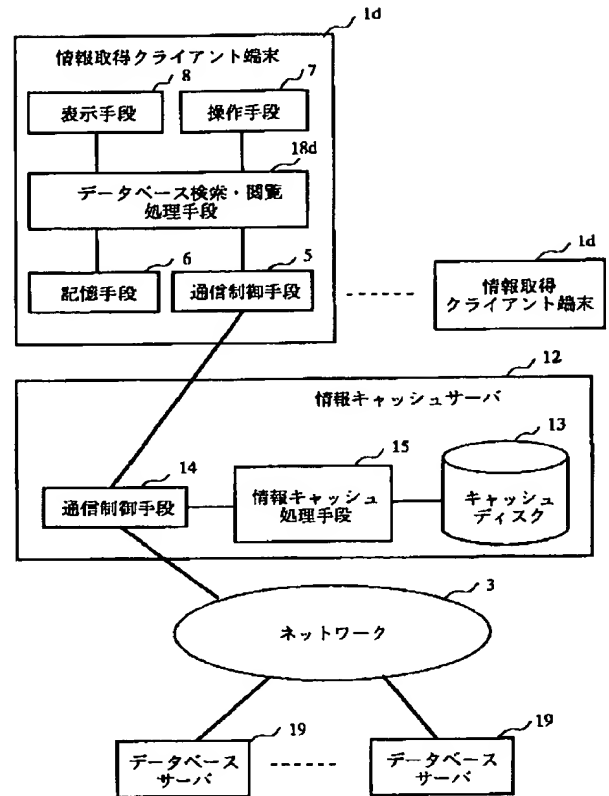 1d
情報取得クライアント端末
8
7
表示手段
操作手段
18d
データベース検索・閲覧
処理手段
6
5
記憶手段
通信制御手段
1d
情報取得
クライアント端末
12
情報キャッシュサーバ
14
15
13
通信制御手段
情報キャッシュ
処理手段
キャッシュ
ディスク
3
ネットワーク
19
19
データベース
サーバ
データベース
サーバ